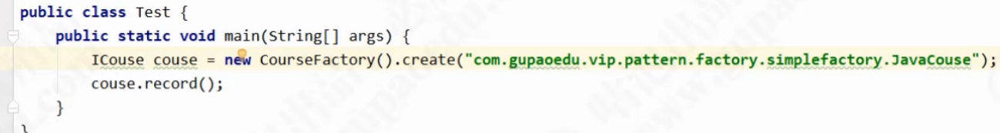 public class Test {
public static void main(String[] args) {
ICouse couse = new CourseFactory().create("com.gupaoedu.vip.pattern.factory.simplefactory.JavaCouse");
couse.record();
}
}